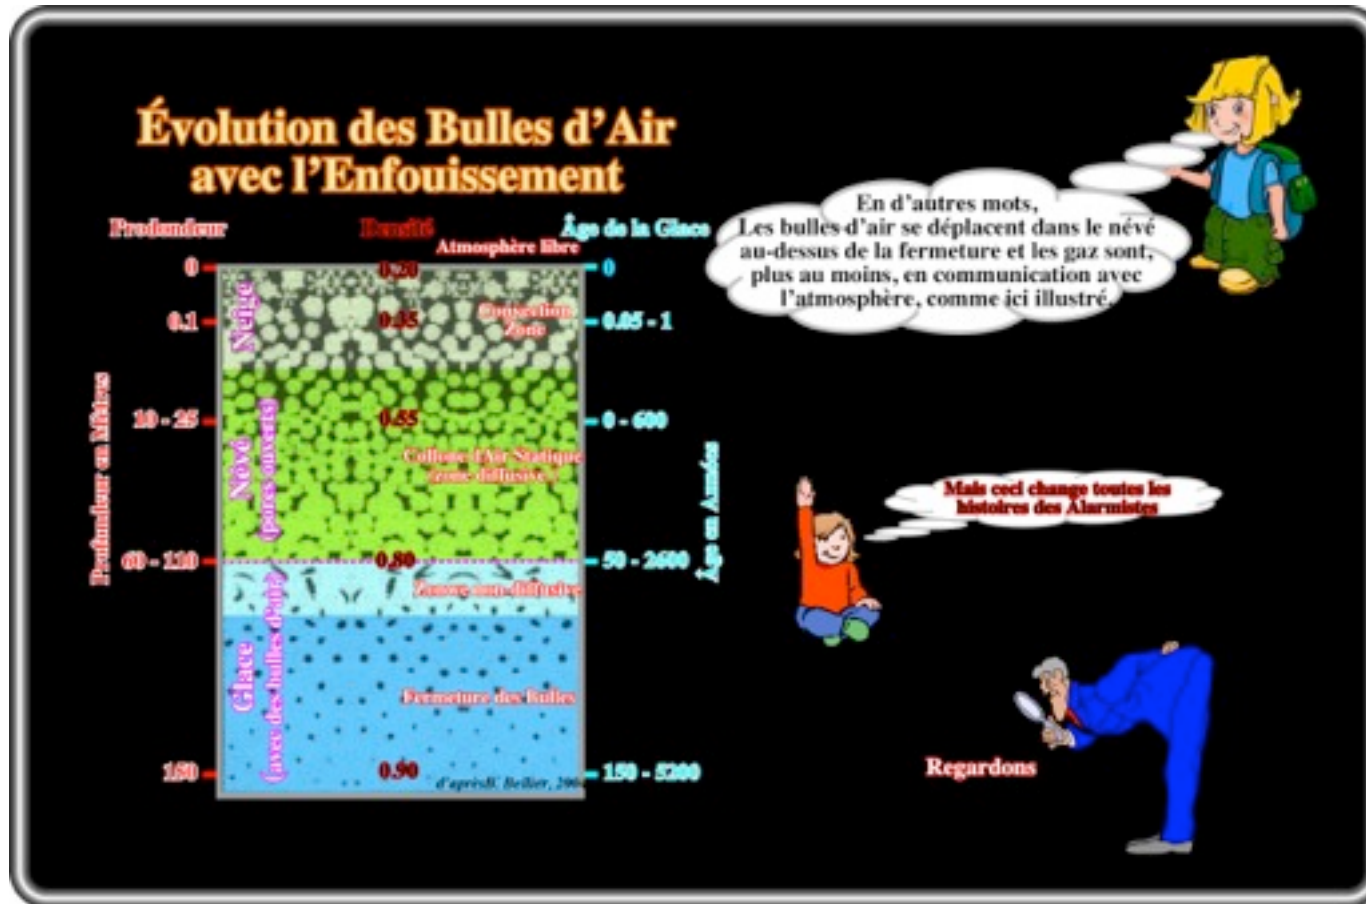 Évolution des Bulles d'Air
avec l'Enfouissement
Profondeur
Densité
Âge de la Glace
Atmosphère libre
0
0
0.1
0.35
0.05 - 1
Neige
Convection
Zone
10 - 25
0.55
0 - 600
Névé
(pores ouverts)
Collone d'Air Statique
(zone diffusive)
Profondeur en Mètres
Âge en Années
60 - 110
0.80
50 - 2600
non-diffusive
Glace
(avec des bulles d'air)
Fermeture des Bulles
150
0.90
150 - 5200
d'après
En d'autres mots,
Les bulles d'air se déplacent dans le névé
au-dessus de la fermeture et les gaz sont,
plus au moins, en communication avec
l'atmosphère, comme ici illustré.
Mais ceci change toutes les
histoires des Alarmistes
Regardons